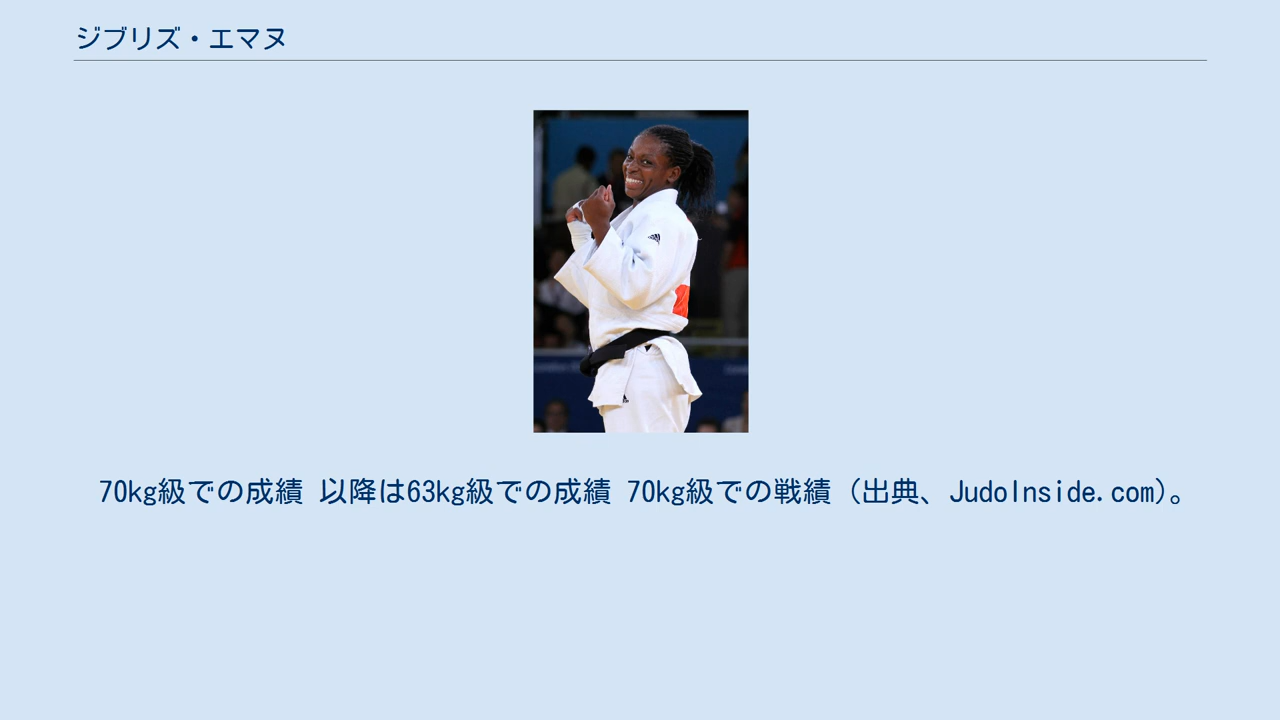 ジブリズ・エマヌ
70kg級での成績 以降は63kg級での成績 70kg級での戦績（出典、JudoInside.com)。